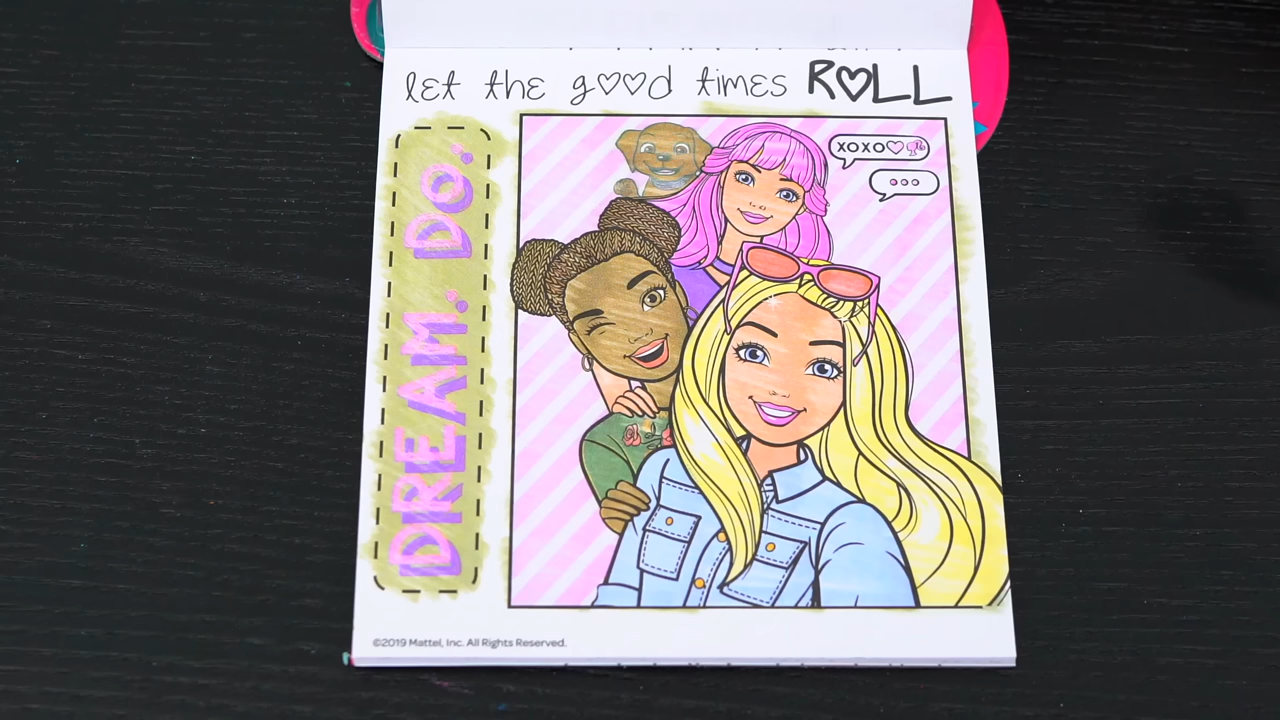 let the good times ROLL
XOXO
DREAM. DO.
©2019 Mattel, Inc. All Rights Reserved.